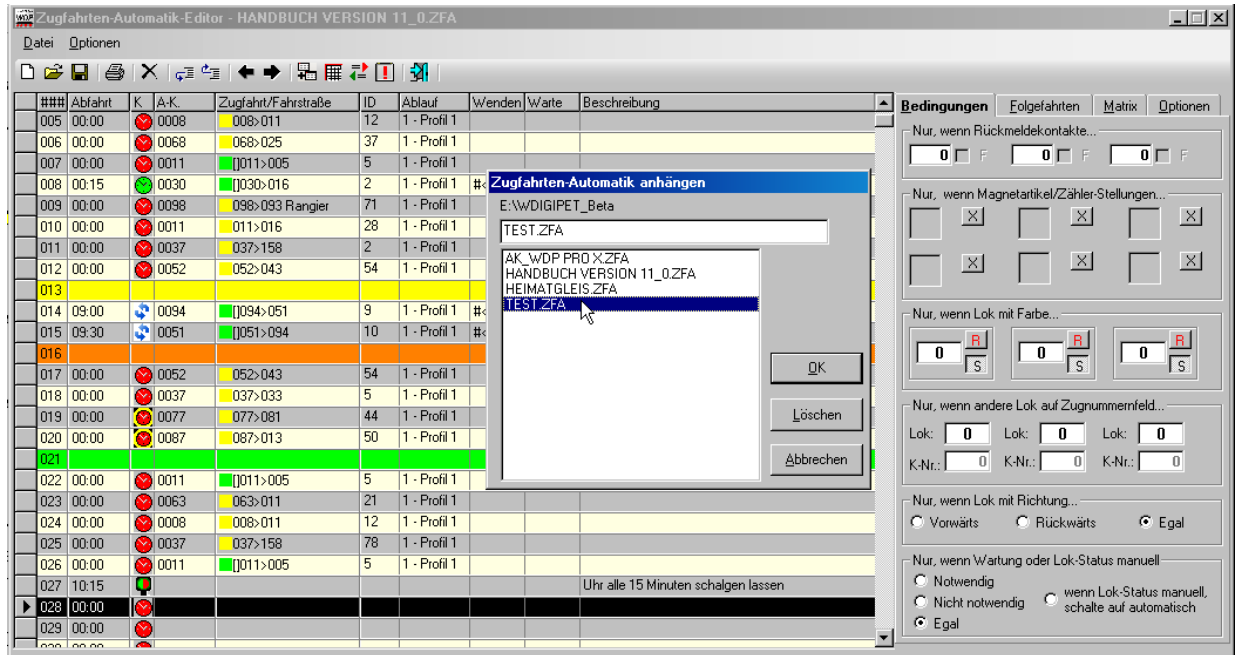 WDP Zugfahrten-Automatik-Editor - HANDBUCH VERSION 11_0.ZFA
Datei Optionen
### Abfahrt K A-K. Zugfahrt/Fahrstraße ID Ablauf Wenden Warte Beschreibung
005 00:00 0008 008>011 12 1 - Profil 1
006 00:00 0068 068>025 37 1 - Profil 1
007 00:00 0011 []011>005 5 1 - Profil 1
008 00:15 0030 []030>016 2 1 - Profil 1 #<
009 00:00 0098 098>093 Rangier 71 1 - Profil 1
010 00:00 0011 011>016 28 1 - Profil 1
011 00:00 0037 037>158 2 1 - Profil 1
012 00:00 0052 052>043 54 1 - Profil 1
013
014 09:00 0094 []094>051 9 1 - Profil 1 #<
015 09:30 0051 []051>094 10 1 - Profil 1 #<
016
017 00:00 0052 052>043 54 1 - Profil 1
018 00:00 0037 037>033 5 1 - Profil 1
019 00:00 0077 077>081 44 1 - Profil 1
020 00:00 0087 087>013 50 1 - Profil 1
021
022 00:00 0011 []011>005 5 1 - Profil 1
023 00:00 0063 063>011 21 1 - Profil 1
024 00:00 0008 008>011 12 1 - Profil 1
025 00:00 0037 037>158 78 1 - Profil 1
026 00:00 0011 []011>005 5 1 - Profil 1
027 10:15 Uhr alle 15 Minuten schalgen lassen
028 00:00
029 00:00
Zugfahrten-Automatik anhängen
E:\WDIGIPET_Beta
TEST.ZFA
AK_WDP PRO X.ZFA
HANDBUCH VERSION 11_0.ZFA
HEIMATGLEIS.ZFA
TEST.ZFA
OK
Löschen
Abbrechen
Bedingungen Folgefahrten Matrix Optionen
Nur, wenn Rückmeldekontakte...
0 F 0 F 0 F
Nur, wenn Magnetartikel/Zähler-Stellungen...
X X X
X X X
Nur, wenn Lok mit Farbe...
0 R S 0 R S 0 R S
Nur, wenn andere Lok auf Zugnummernfeld...
Lok: 0 Lok: 0 Lok: 0
K-Nr.: 0 K-Nr.: 0 K-Nr.: 0
Nur, wenn Lok mit Richtung...
Vorwärts Rückwärts Egal
Nur, wenn Wartung oder Lok-Status manuell
Notwendig
Nicht notwendig
Egal
wenn Lok-Status manuell,
schalte auf automatisch